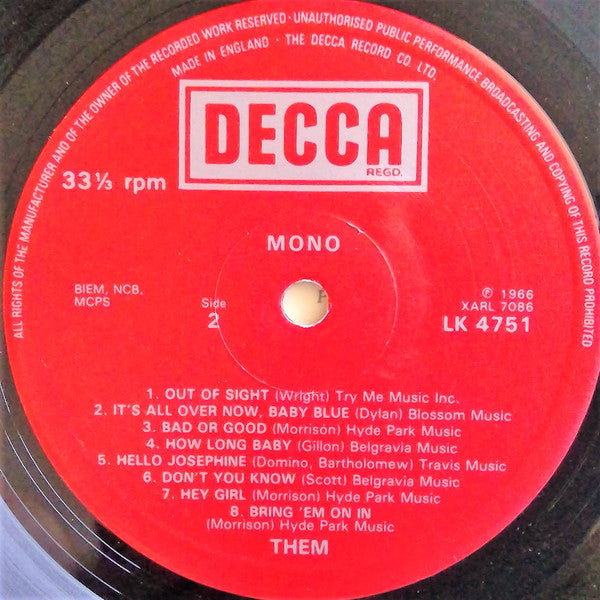 ALL RIGHTS OF THE MANUFACTURER AND OF THE OWNER OF THE RECORDED WORK RESERVED · UNAUTHORISED PUBLIC PERFORMANCE BROADCASTING AND COPYING OF THIS RECORD PROHIBITED
MADE IN ENGLAND · THE DECCA RECORD CO. LTD.
DECCA
REGD.
33⅓ rpm
MONO
BIEM, NCB,
MCPS
Side
2
℗ 1966
XARL 7086
LK 4751
1. OUT OF SIGHT (Wright) Try Me Music Inc.
2. IT'S ALL OVER NOW, BABY BLUE (Dylan) Blossom Music
3. BAD OR GOOD (Morrison) Hyde Park Music
4. HOW LONG BABY (Gillon) Belgravia Music
5. HELLO JOSEPHINE (Domino, Bartholomew) Travis Music
6. DON'T YOU KNOW (Scott) Belgravia Music
7. HEY GIRL (Morrison) Hyde Park Music
8. BRING 'EM ON IN
(Morrison) Hyde Park Music
THEM